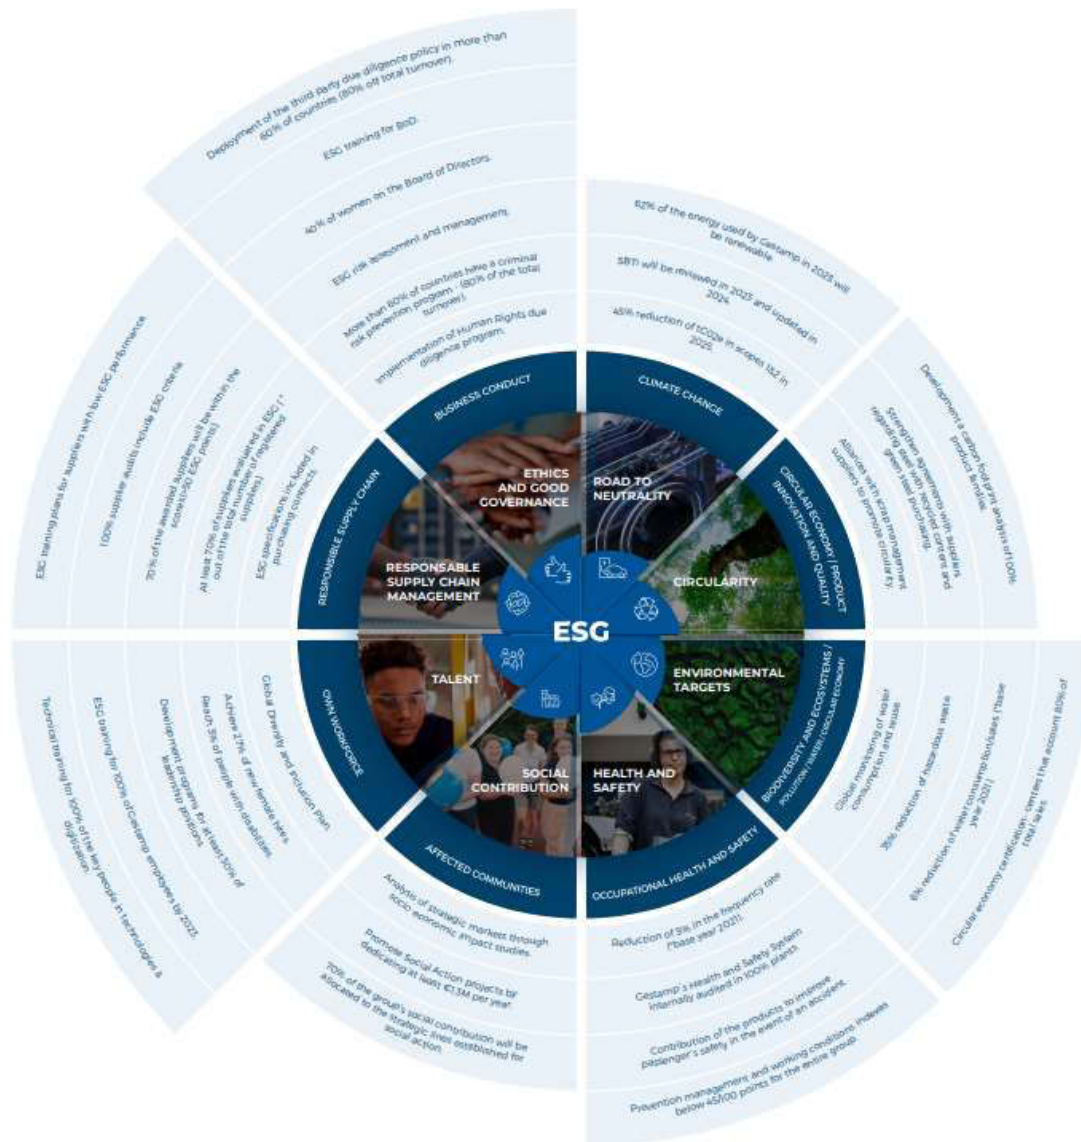 Deployment of the third party due diligence policy in more than
60% of countries (80% off total turnover).
ESG training for BoD.
40% of women on the Board of Directors.
ESG risk assessment and management.
More than 60% of countries have a criminal
risk prevention program - (80% of the total
turnover).
Implementation of Human Rights due
diligence program.
BUSINESS CONDUCT
ETHICS
AND GOOD
GOVERNANCE
62% of the energy used by Gestamp in 2025 will
be renewable.
SBTi will be reviewed in 2023 and updated in
2024.
45% reduction of tCO2e in scopes 1&2 in
2025.
CLIMATE CHANGE
ROAD TO
NEUTRALITY
Development a carbon footprint analysis of 100%
product families
Strengthen agreements with suppliers
regarding steel with recycled content and
green steel purchasing.
Alliances with scrap management
suppliers to promote circularity.
CIRCULAR ECONOMY / PRODUCT
INNOVATION AND QUALITY
CIRCULARITY
ESG training plans for suppliers with low ESG performance
100% supplier audits include ESG criteria
70% of the awarded suppliers will be within the
score(>50 ESG points)
At least 70% of suppliers evaluated in ESG / *
out of the total number of registered
suppliers)
ESG specifications included in
purchasing contracts.
RESPONSIBLE SUPPLY CHAIN
RESPONSABLE
SUPPLY CHAIN
MANAGEMENT
ESG
TALENT
OWN WORKFORCE
Global Diversity and Inclusion Plan.
Achieve 27% of new female hires
Reach 3% of people with disabilities.
Development programs for at least 50% of
leadership positions.
ESG training for 100% of Gestamp employees by 2023.
Technical training for 100% of the key people in technologies &
digitization.
ENVIRONMENTAL
TARGETS
BIODIVERSITY AND ECOSYSTEMS /
POLLUTION / WATER / CIRCULAR ECONOMY
Global monitoring of water
consumption and reuse
35% reduction of hazardous waste
6% reduction of water consumption/sales (*base
year 2021)
Circular economy certification-centers that account 80% of
total sales
SOCIAL
CONTRIBUTION
AFFECTED COMMUNITIES
Analysis of strategic markets through
socio economic impact studies.
Promote Social Action projects by
dedicating at least €1.3M per year.
70% of the group's social contribution will be
allocated to the strategic lines established for
social action.
HEALTH AND
SAFETY
OCCUPATIONAL HEALTH AND SAFETY
Reduction of 5% in the frequency rate
(*base year 2021).
Gestamp's Health and Safety System
internally audited in 100% plants
Contribution of the products to improve
passenger's safety in the event of an accident.
Prevention management and working conditions indexes
below 45/100 points for the entire group